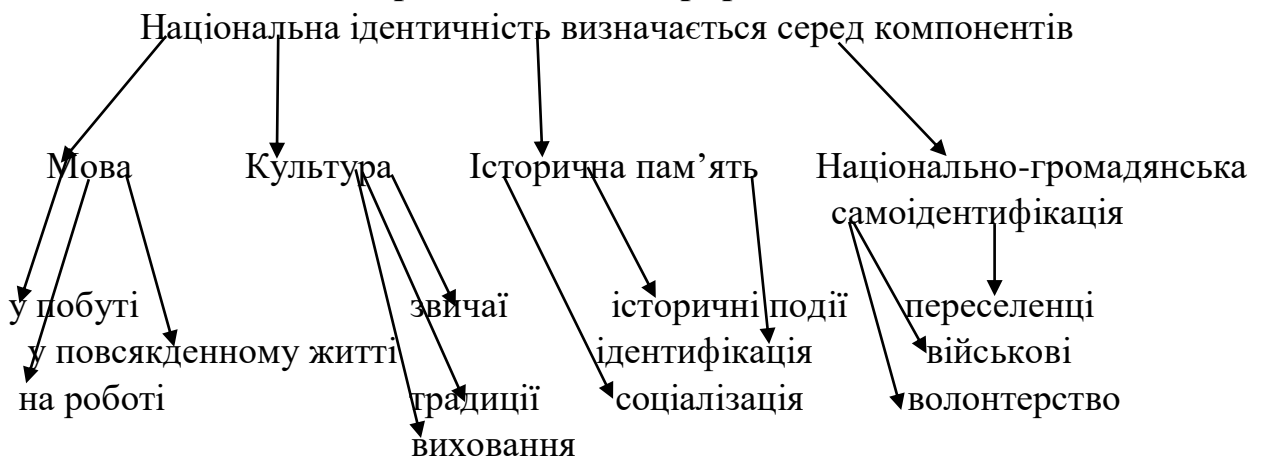 Національна ідентичність визначається серед компонентів
Мова Культура Історична пам’ять Національно-громадянська
самоідентифікація
у побуті звичаї історичні події переселенці
у повсякденному житті ідентифікація військові
на роботі традиції соціалізація волонтерство
виховання